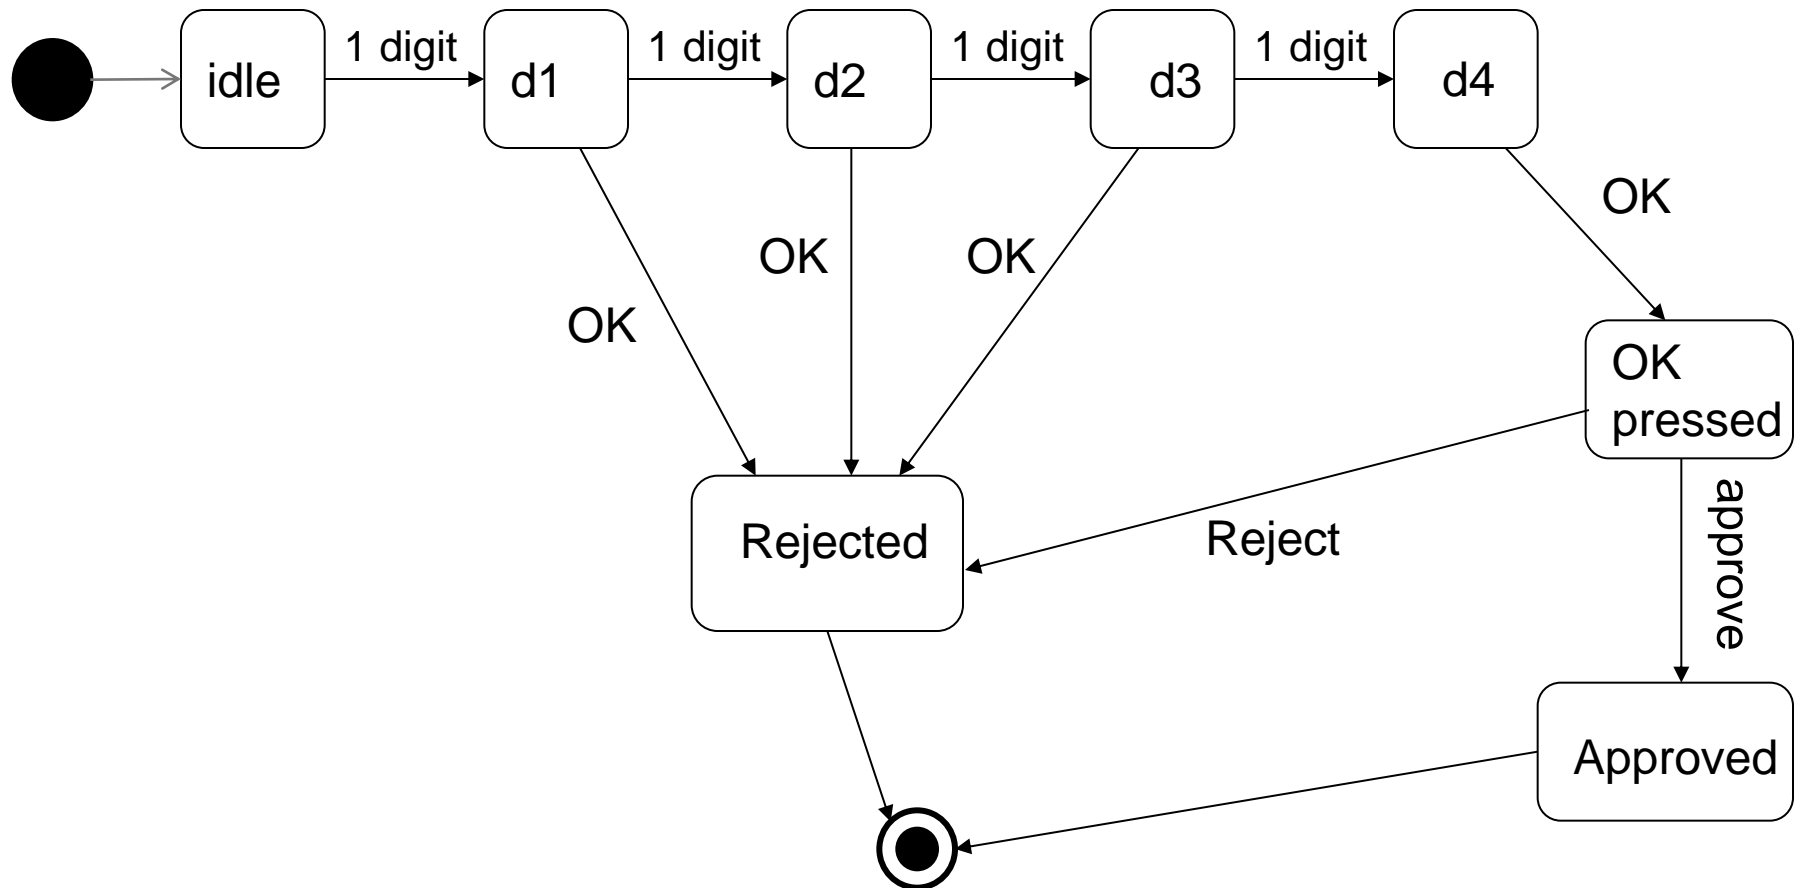 1 digit
1 digit
1 digit
1 digit
idle
d1
d2
d3
d4
OK
OK
OK
OK
OK
pressed
Rejected
Reject
approve
Approved